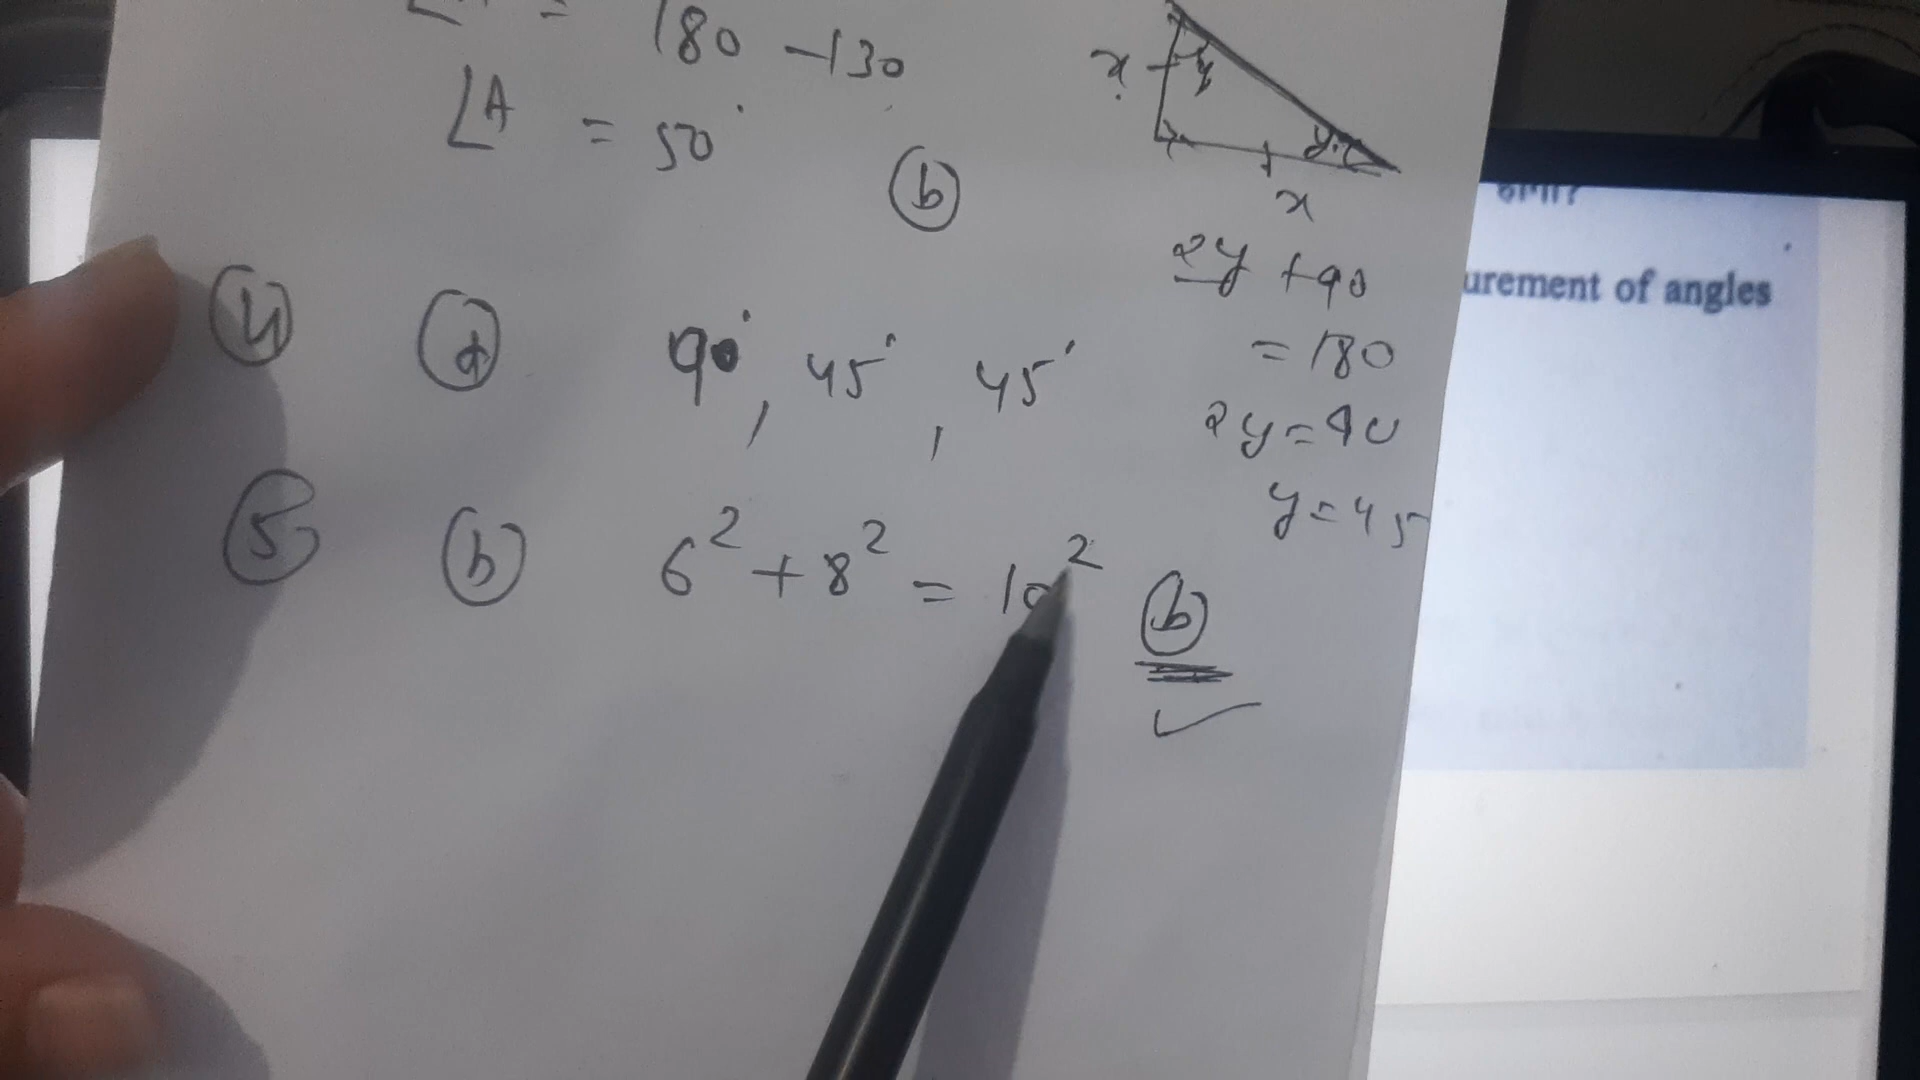 = 180 - 130
∠A = 50°
(b)
x
y
y
x
2y + 90
= 180
2y = 90
y = 45
(4) (d) 90°, 45°, 45°
(5) (b) 6² + 8² = 10² (b)
urement of angles